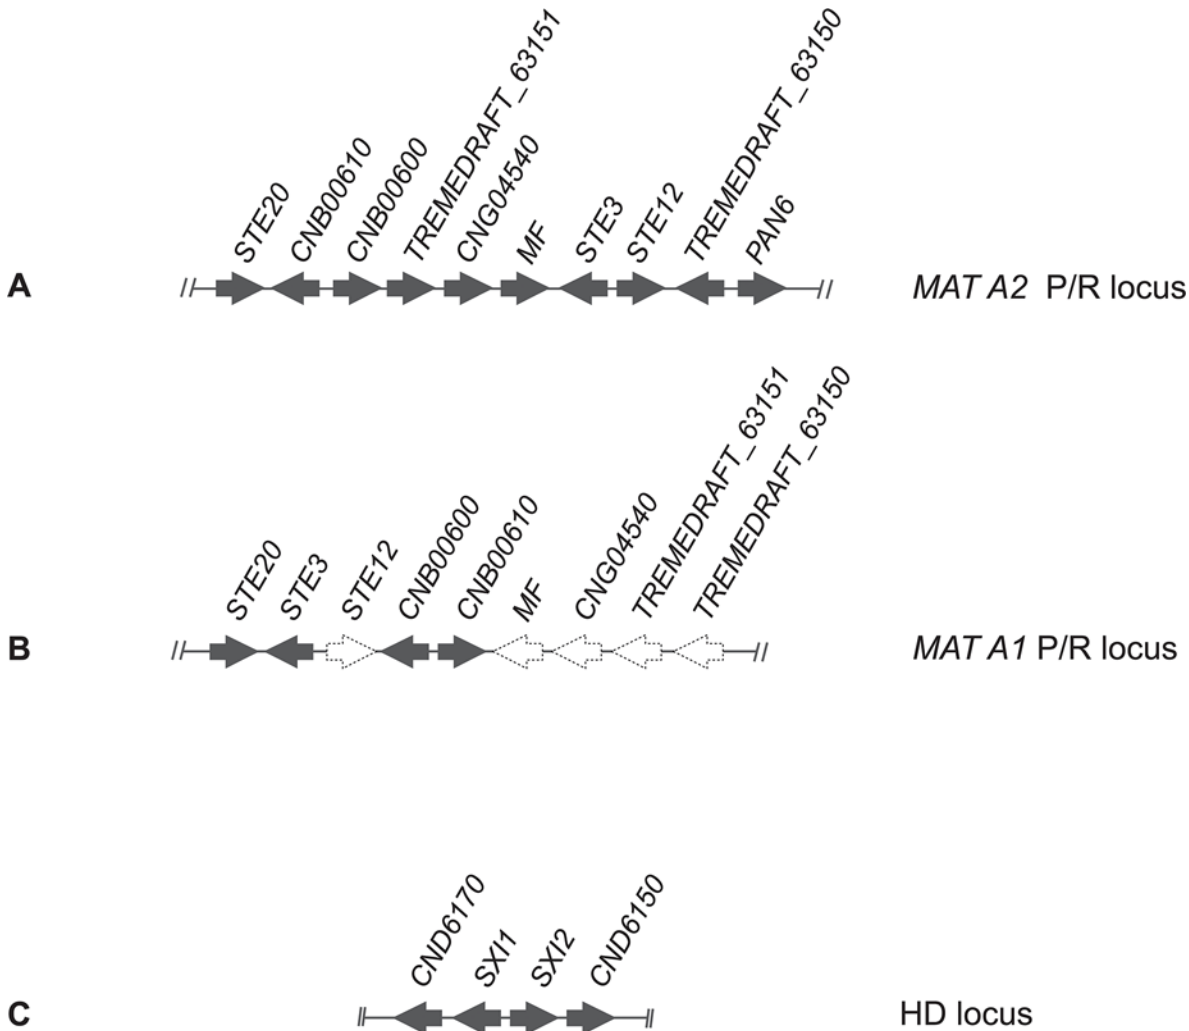 STE20
CNB00610
CNB00600
TREMEDRAFT_63151
CNG04540
MF
STE3
STE12
TREMEDRAFT_63150
PAN6
A
MAT A2 P/R locus
STE20
STE3
STE12
CNB00600
CNB00610
MF
CNG04540
TREMEDRAFT_63151
TREMEDRAFT_63150
B
MAT A1 P/R locus
CND6170
SXI1
SXI2
CND6150
C
HD locus